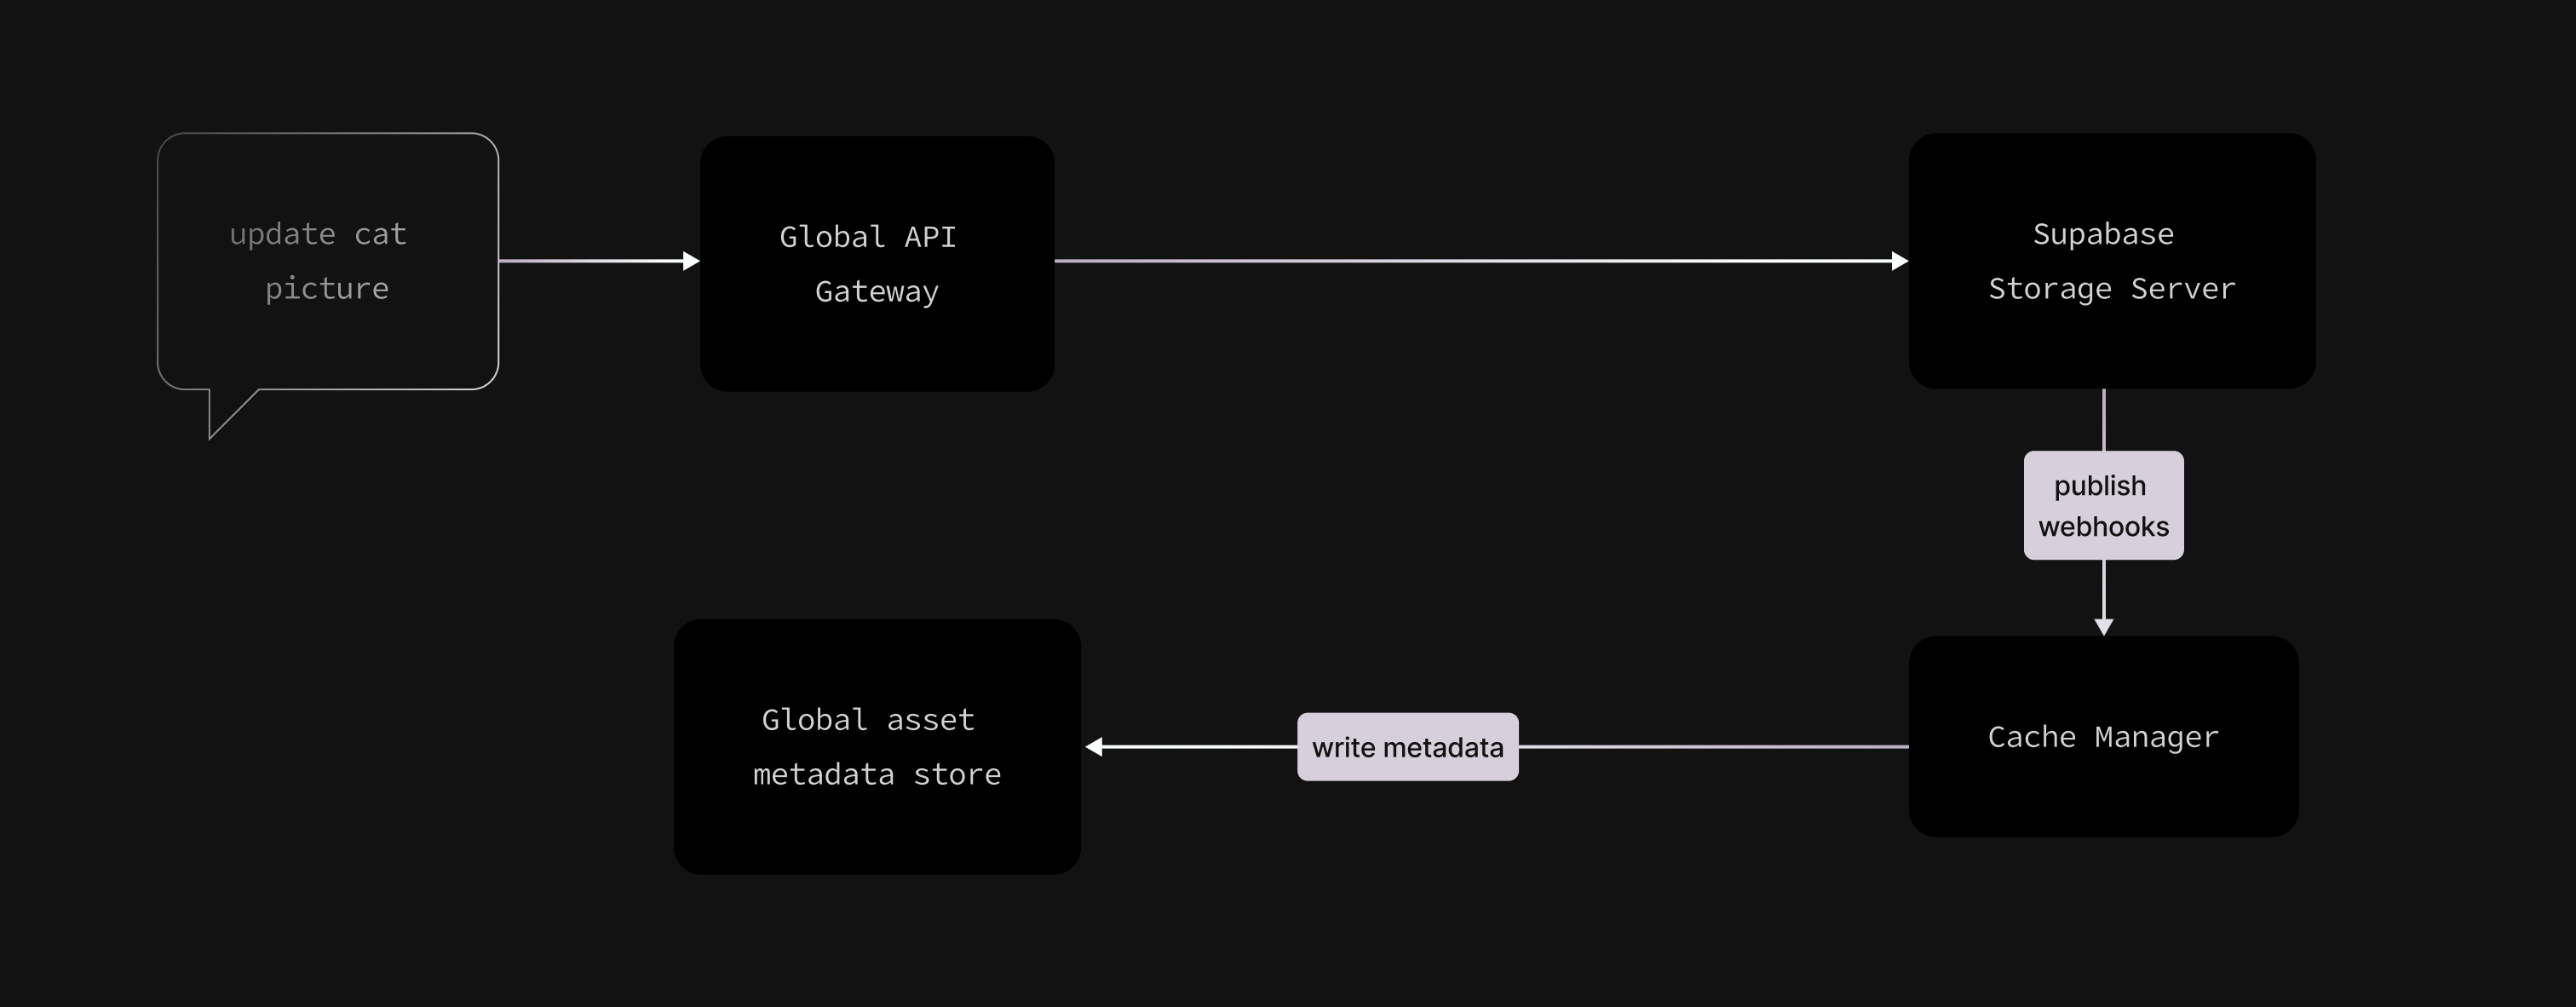 update cat
picture
Global API
Gateway
Supabase
Storage Server
publish
webhooks
Cache Manager
write metadata
Global asset
metadata store